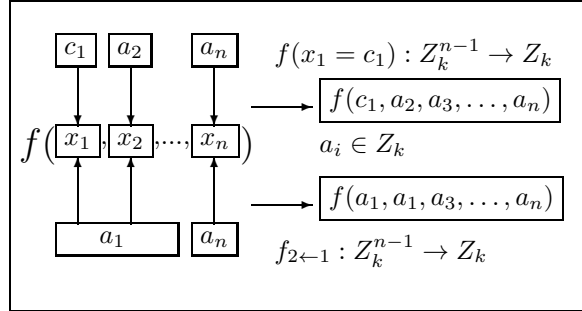 c₁ a₂ aₙ f(x₁ = c₁) : Zₖⁿ⁻¹ → Zₖ
f(c₁, a₂, a₃, . . . , aₙ)
f( x₁ , x₂ ,..., xₙ )
aᵢ ∈ Zₖ
f(a₁, a₁, a₃, . . . , aₙ)
a₁ aₙ
f₂←₁ : Zₖⁿ⁻¹ → Zₖ